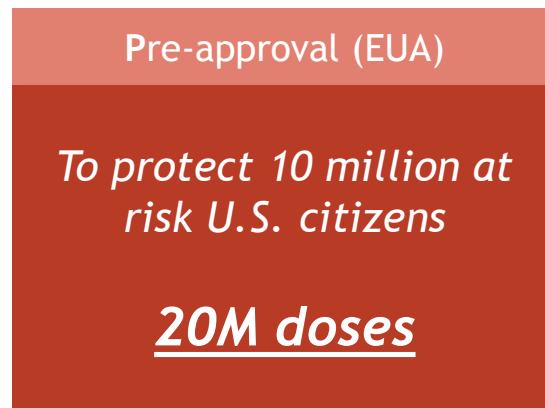 Pre-approval (EUA)
To protect 10 million at
risk U.S. citizens
20M doses